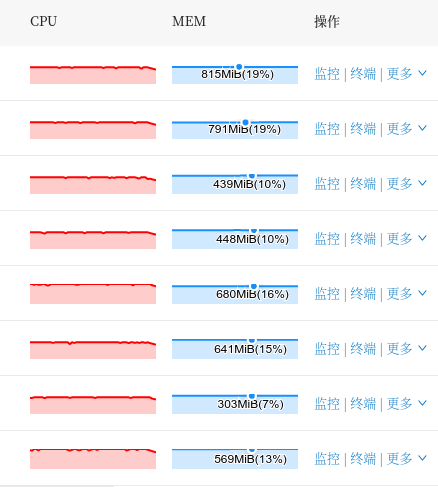 CPU MEM 操作
815MiB(19%) 监控 | 终端 | 更多
791MiB(19%) 监控 | 终端 | 更多
439MiB(10%) 监控 | 终端 | 更多
448MiB(10%) 监控 | 终端 | 更多
680MiB(16%) 监控 | 终端 | 更多
641MiB(15%) 监控 | 终端 | 更多
303MiB(7%) 监控 | 终端 | 更多
569MiB(13%) 监控 | 终端 | 更多